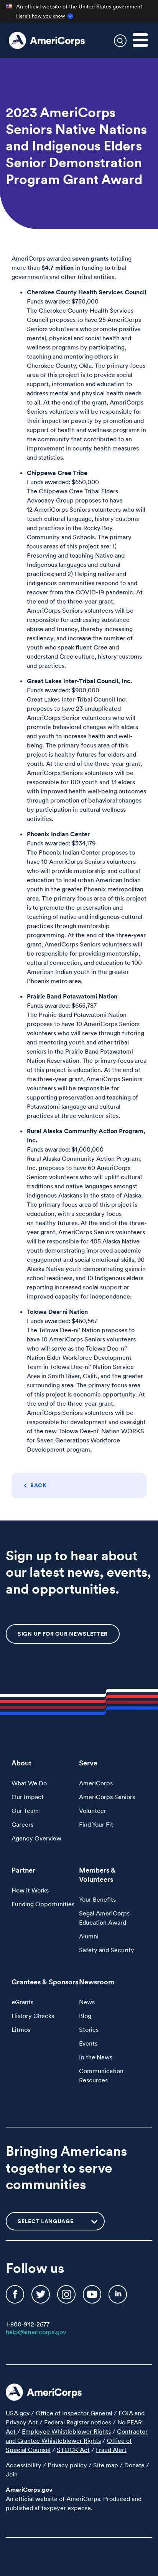 An official website of the United States government
Here's how you know
AmeriCorps
2023 AmeriCorps
Seniors Native Nations
and Indigenous Elders
Senior Demonstration
Program Grant Award
AmeriCorps awarded seven grants totaling
more than $4.7 million in funding to tribal
governments and other tribal entities.
• Cherokee County Health Services Council
Funds awarded: $750,000
The Cherokee County Health Services
Council proposes to have 25 AmeriCorps
Seniors volunteers who will promote positive
mental, physical and social health and
wellness programs by participating,
teaching and mentoring others in
Cherokee County, Okla. The primary focus
area of this project is to provide social
support, information and education to
address mental and physical health and
wellness to all. At the end of the grant,
AmeriCorps Seniors volunteers will have a
positive impact on poverty by promoting and
support of health and wellness programs in
the community that are contributed to an
improvement in county health measures
and statistics.
• Chippewa Cree Tribe
Funds awarded: $650,000
The Chippewa Cree Tribal Elders
Advocacy Group proposes to have
12 AmeriCorps Seniors volunteers who will
work on cultural language, history customs
and practices in the Rocky Boy
Community and Schools. The primary
focus areas of this project are: 1)
Preserving and teaching Native and
Indigenous languages and cultural
practices; and 2) Helping native and
indigenous communities respond to and
recover from the COVID-19 pandemic. At
the end of the three-year grant,
AmeriCorps Seniors volunteers will be
responsible for addressing substance
abuse and truancy, thereby increasing
resiliency, and increase the number of
youth who speak fluent Cree and
understand Cree culture, history customs
and practices.
• Great Lakes Inter-Tribal Council, Inc.
Funds awarded: $900,000
Great Lakes Inter-Tribal Council Inc.
proposes to have 23 unduplicated
AmeriCorps Senior volunteers who will
promote mind-body health and well-being.
The primary focus area of this
project is education and healthy futures for
youth. At the end of the three-year grant,
AmeriCorps Seniors volunteers will be
responsible for 100 youth and 13 elders
with improved health and well-being outcomes
through promotion of behavioral changes by
youth and elders by participation in cultural wellness
activities.
• Phoenix Indian Center
Funds awarded: $334,179
The Phoenix Indian Center proposes to
have 10 AmeriCorps Seniors volunteers
who will provide mentorship in cultural
education to local urban American Indian
families in the greater Phoenix metropolitan
area. The primary focus area of this project
is to promote and enhance the preservation
and teaching of Indigenous and cultural
practices through mentorship
programming. At the end of the three-year
grant, AmeriCorps Seniors volunteers will
be responsible for providing mentorship,
cultural connection, and education to 100
American Indian youth in the greater
Phoenix metro area.
• Prairie Band Potawatomi Nation
Funds awarded: $665,787
The Prairie Band Potawatomi Nation
proposes to have 10 AmeriCorps Seniors
volunteers who will serve through tutoring
and mentoring youth and other tribal
elders in the Prairie Band Potawatomi
Nation Reservation. The primary focus area
of this project is education. At the end of
the three-year grant, AmeriCorps Seniors
volunteers will be responsible for
supporting preservation and teaching of
Potawatomi language and cultural
practices and other volunteer sites.
• Rural Alaska Community Action Program,
Inc.
Funds awarded: $1,000,000
Rural Alaska Community Action Program,
Inc. proposes to have 60 AmeriCorps
Seniors volunteers who will uplift cultural
traditions and native languages amongst
indigenous Alaskans in rural Alaska. The
primary focus area of this project is
education, with a secondary focus
on healthy futures. At the end of the three-
year grant, AmeriCorps Seniors volunteers
will be responsible for 405 Alaska Native
youth demonstrating improved academic
engagement and social emotional skills, 90
Alaska Native youth demonstrating gains in
school readiness, and 10 Indigenous elders
reporting increased social ties and
improved capacity for independence.
• Tolowa Dee-ni Nation
Funds awarded: $460,567
The Tolowa Dee-ni' Nation proposes to
have 10 AmeriCorps Seniors volunteers
who will serve as the Tolowa Dee-ni'
Nation Elder Workforce Development
Team in Tolowa Dee-ni' Nation Service
Area in Smith River, Calif., and the greater
surrounding area. The primary focus area
of this project is economic opportunity. At
the end of the three-year grant,
AmeriCorps Seniors volunteers will be
responsible for the development and oversight
of the new Tolowa Dee-ni' Nation WORKS
for Seven Generations Workforce
Development program.
BACK
Sign up to hear about
our latest news, events,
and opportunities.
SIGN UP FOR OUR NEWSLETTER
About
What We Do
Our Impact
Our Team
Careers
Agency Overview
Serve
AmeriCorps
AmeriCorps Seniors
Volunteer
Find Your Fit
Partner
How it Works
Funding Opportunities
Members &
Volunteers
Your Benefits
Segal AmeriCorps
Education Award
Alumni
Safety and Security
Grantees & Sponsors
eGrants
History Checks
Litmos
Newsroom
News
Blog
Stories
Events
In the News
Communication
Resources
Bringing Americans
together to serve
communities
SELECT LANGUAGE
Follow us
1-800-942-2677
help@americorps.gov
AmeriCorps
USA.gov / Office of Inspector General / FOIA and
Privacy Act / Federal Register notices / No FEAR
Act / Employee Whistleblower Rights / Contractor
and Grantee Whistleblower Rights / Office of
Special Counsel / STOCK Act / Fraud Alert
Accessibility / Privacy policy / Site map / Donate /
Join
AmeriCorps.gov
An official website of AmeriCorps. Produced and
published at taxpayer expense.